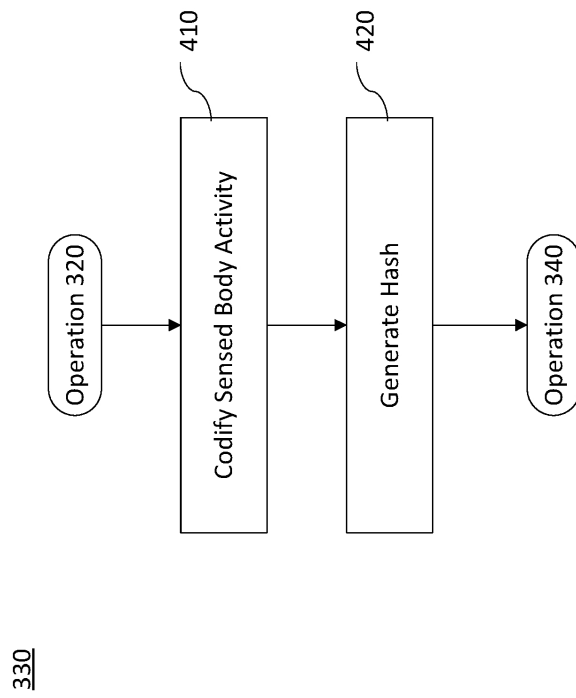 330
Operation 320
Codify Sensed Body Activity
410
Generate Hash
420
Operation 340